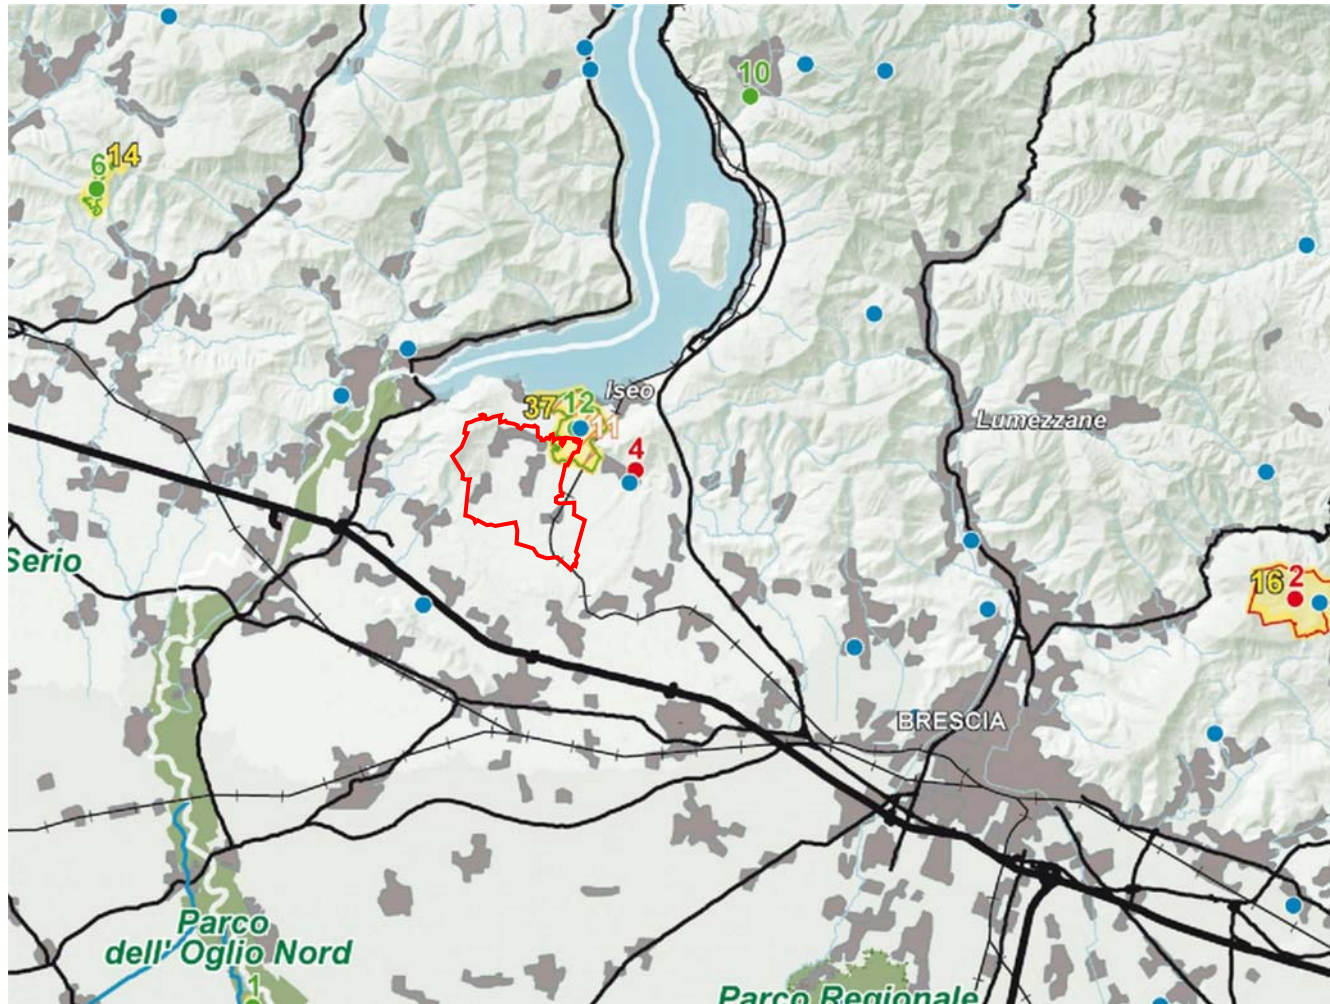 10
6 14
Iseo
37 12
11
Lumezzane
4
Serio
16 2
BRESCIA
Parco
dell' Oglio Nord
1
Parco Regionale